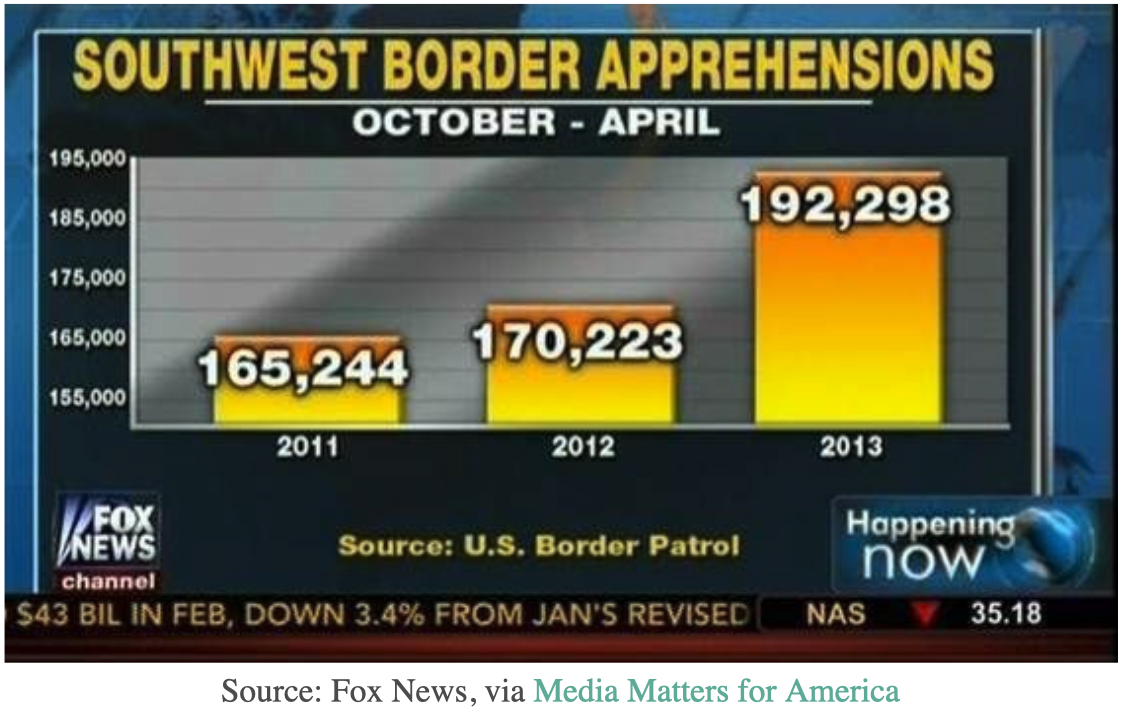 SOUTHWEST BORDER APPREHENSIONS
OCTOBER - APRIL
195,000
185,000
175,000
165,000
155,000
165,244
170,223
192,298
2011
2012
2013
FOX
NEWS
channel
Source: U.S. Border Patrol
Happening
now
$43 BIL IN FEB, DOWN 3.4% FROM JAN'S REVISED
NAS ▼ 35.18
Source: Fox News, via Media Matters for America